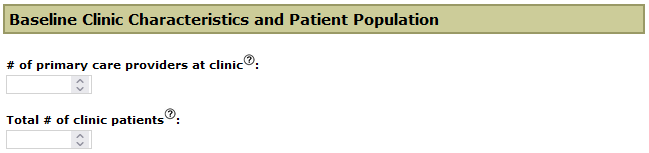 Baseline Clinic Characteristics and Patient Population
# of primary care providers at clinic?:
Total # of clinic patients?: